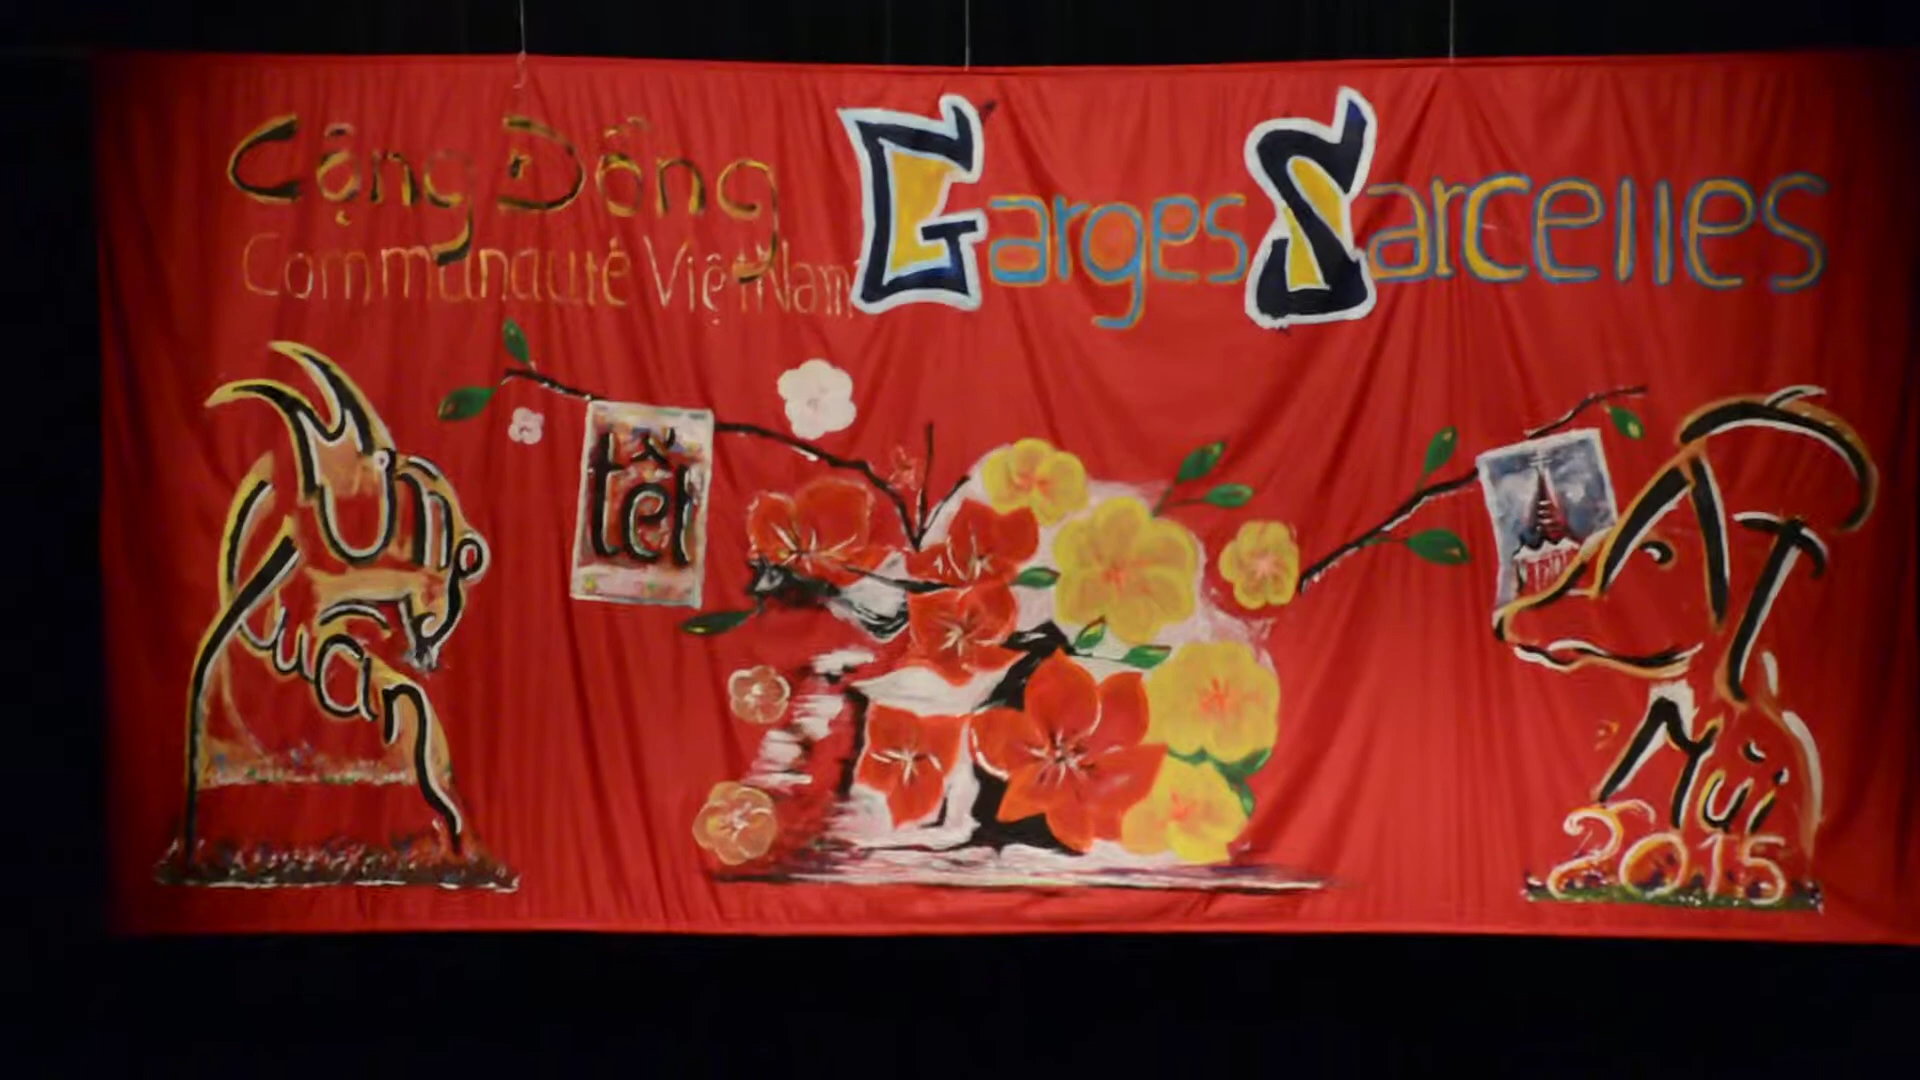 Cộng Đồng
Communauté Việt Nam
Garges Sarcelles
tết
Mừng
Xuân
ẤT
Mùi
2015